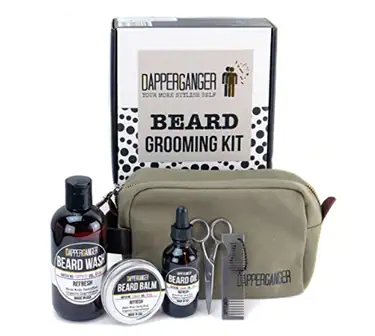 DAPPERGANGER
YOUR MORE STYLISH SELF
BEARD
GROOMING KIT
DAPPERGANGER
BEARD WASH
REFRESH
DAPPERGANGER
BEARD BALM
REFRESH
BEARD OIL
REFRESH
DAPPERGANGER